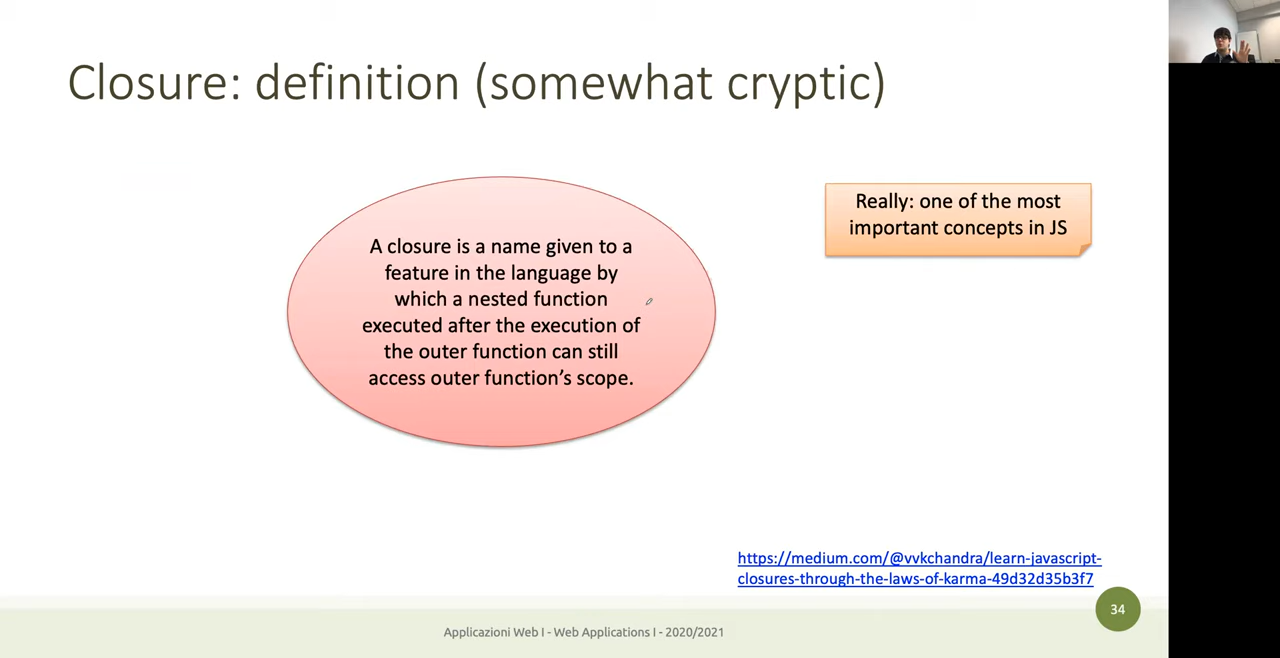 Closure: definition (somewhat cryptic)
A closure is a name given to a
feature in the language by
which a nested function
executed after the execution of
the outer function can still
access outer function’s scope.
Really: one of the most
important concepts in JS
https://medium.com/@vvkchandra/learn-javascript-
closures-through-the-laws-of-karma-49d32d35b3f7
34
Applicazioni Web I - Web Applications I - 2020/2021